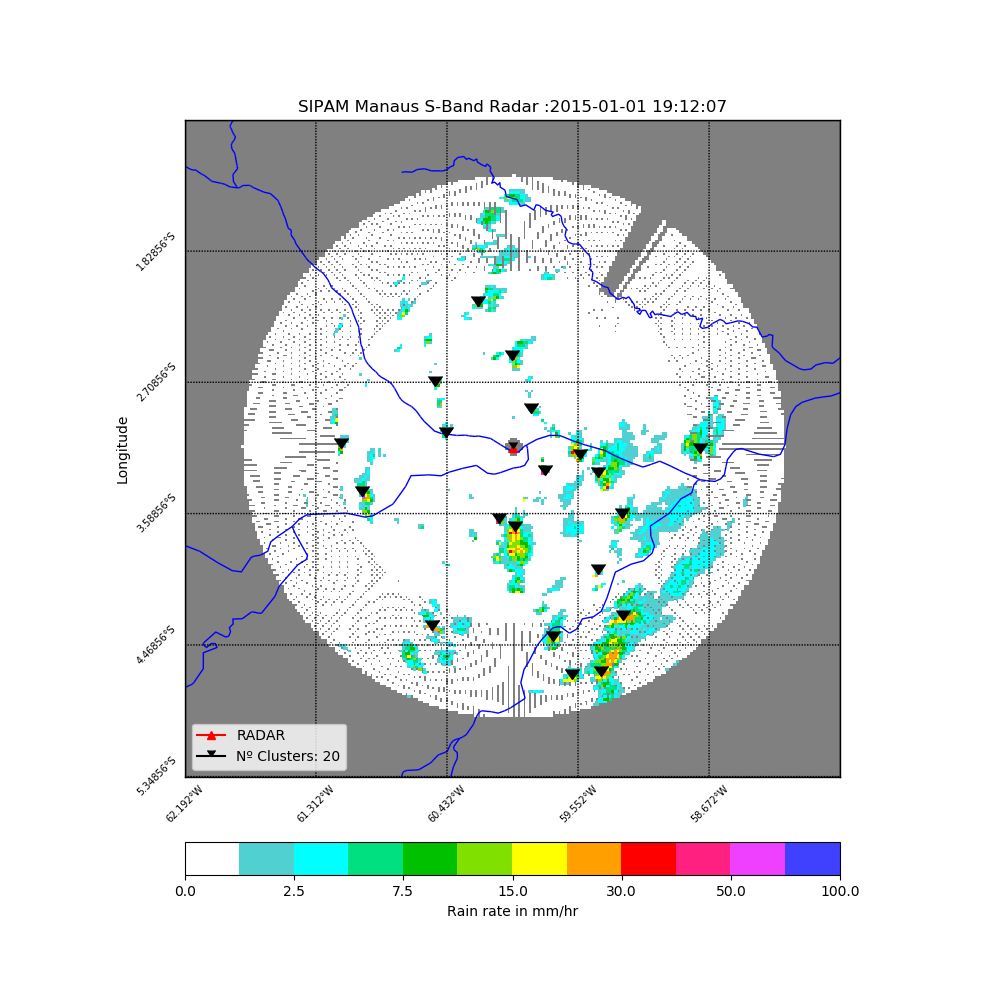 SIPAM Manaus S-Band Radar :2015-01-01 19:12:07
Longitude
1.82856°S
2.70856°S
3.58856°S
4.46856°S
5.34856°S
62.192°W
61.312°W
60.432°W
59.552°W
58.672°W
RADAR
Nº Clusters: 20
0.0 2.5 7.5 15.0 30.0 50.0 100.0
Rain rate in mm/hr